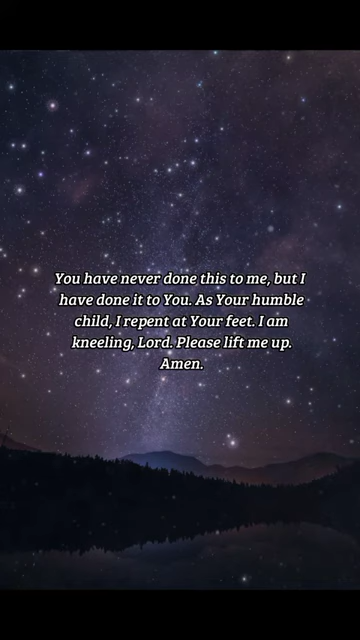 You have never done this to me, but I
have done it to You. As Your humble
child, I repent at Your feet. I am
kneeling, Lord. Please lift me up.
Amen.